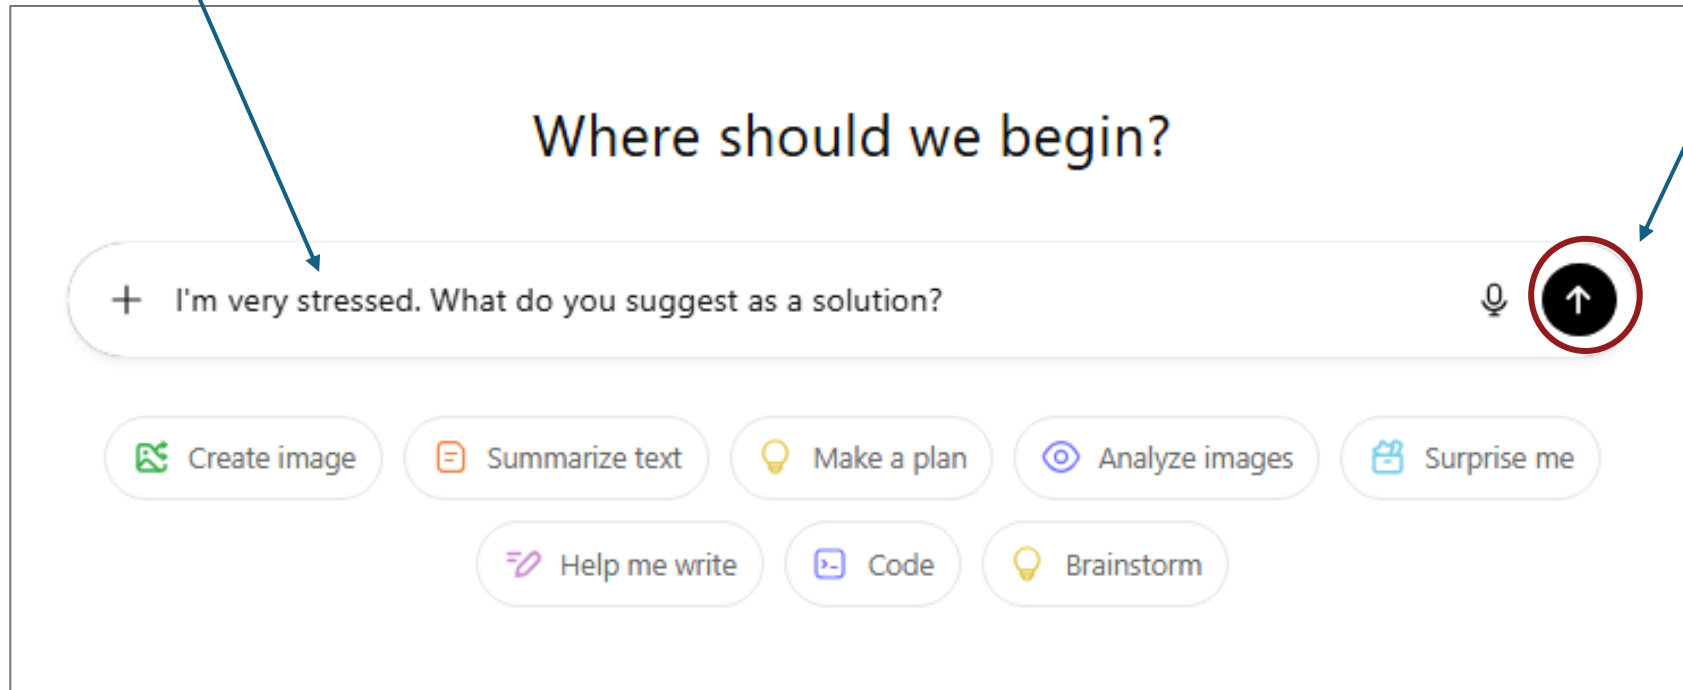 Where should we begin?
I'm very stressed. What do you suggest as a solution?
Create image Summarize text Make a plan Analyze images Surprise me
Help me write Code Brainstorm